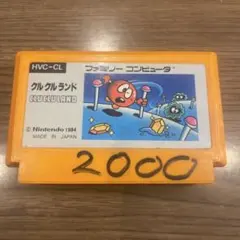 HVC-CL
ファミリー コンピュータ
クルクルランド
CLU CLU LAND
© Nintendo 1984
MADE IN JAPAN
2000